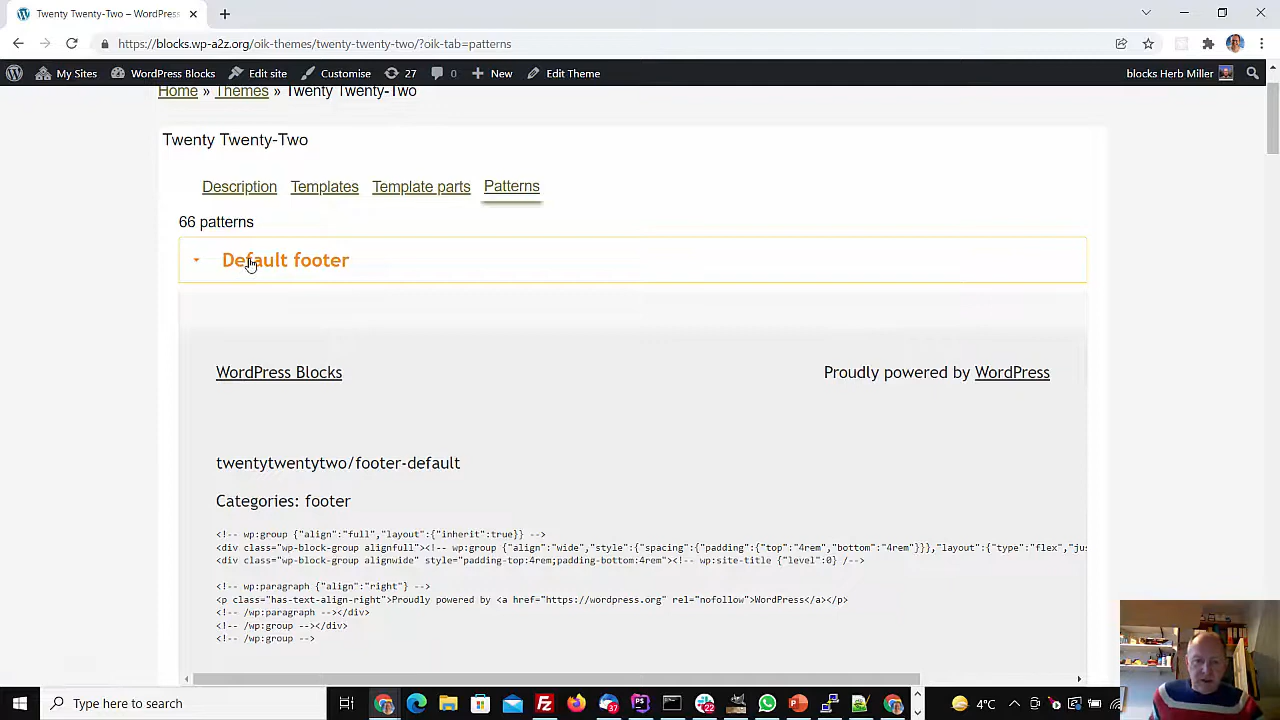 Twenty Twenty-Two – WordPress
https://blocks.wp-a2z.org/oik-themes/twenty-twenty-two/?oik-tab=patterns
My Sites
WordPress Blocks
Edit site
Customise
27
0
New
Edit Theme
blocks Herb Miller
Home » Themes » Twenty Twenty-Two
Twenty Twenty-Two
Description
Templates
Template parts
Patterns
66 patterns
Default footer
WordPress Blocks
Proudly powered by WordPress
twentytwentytwo/footer-default
Categories: footer
<!-- wp:group {"align":"full","layout":{"inherit":true}} -->
<div class="wp-block-group alignfull"><!-- wp:group {"align":"wide","style":{"spacing":{"padding":{"top":"4rem","bottom":"4rem"}}},"layout":{"type":"flex","jus
<div class="wp-block-group alignwide" style="padding-top:4rem;padding-bottom:4rem"><!-- wp:site-title {"level":0} /-->
<!-- wp:paragraph {"align":"right"} -->
<p class="has-text-align-right">Proudly powered by <a href="https://wordpress.org" rel="nofollow">WordPress</a></p>
<!-- /wp:paragraph --></div>
<!-- /wp:group --></div>
<!-- /wp:group -->
Type here to search
37
22
4°C